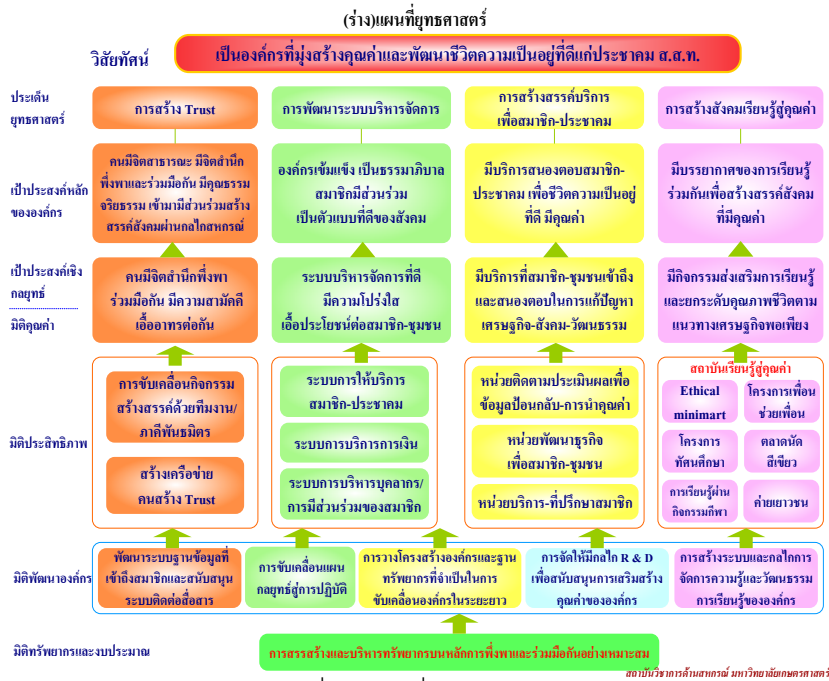 (ร่าง)แผนที่ยุทธศาสตร์
วิสัยทัศน์
เป็นองค์กรที่มุ่งสร้างคุณค่าและพัฒนาชีวิตความเป็นอยู่ที่ดีแก่ประชาคม ส.ส.ท.
ประเด็น
ยุทธศาสตร์
การสร้าง Trust
การพัฒนาระบบบริหารจัดการ
การสร้างสรรค์บริการ
เพื่อสมาชิก-ประชาคม
การสร้างสังคมเรียนรู้สู่คุณค่า
เป้าประสงค์หลัก
ขององค์กร
คนมีจิตสาธารณะ มีจิตสำนึก
พึ่งพาและร่วมมือกัน มีคุณธรรม
จริยธรรม เข้ามามีส่วนร่วมสร้าง
สรรค์สังคมผ่านกลไกสหกรณ์
องค์กรเข้มแข็ง เป็นธรรมาภิบาล
สมาชิกมีส่วนร่วม
เป็นตัวแบบที่ดีของสังคม
มีบริการสนองตอบสมาชิก-
ประชาคม เพื่อชีวิตความเป็นอยู่
ที่ดี มีคุณค่า
มีบรรยากาศของการเรียนรู้
ร่วมกันเพื่อสร้างสรรค์สังคม
ที่มีคุณค่า
เป้าประสงค์เชิง
กลยุทธ์
มิติคุณค่า
คนมีจิตสำนึกพึ่งพา
ร่วมมือกัน มีความสามัคคี
เอื้ออาทรต่อกัน
ระบบบริหารจัดการที่ดี
มีความโปร่งใส
เอื้อประโยชน์ต่อสมาชิก-ชุมชน
มีบริการที่สมาชิก-ชุมชนเข้าถึง
และสนองตอบในการแก้ปัญหา
เศรษฐกิจ-สังคม-วัฒนธรรม
มีกิจกรรมส่งเสริมการเรียนรู้
และยกระดับคุณภาพชีวิตตาม
แนวทางเศรษฐกิจพอเพียง
มิติประสิทธิภาพ
การขับเคลื่อนกิจกรรม
สร้างสรรค์ด้วยทีมงาน/
ภาคีพันธมิตร
สร้างเครือข่าย
คนสร้าง Trust
ระบบการให้บริการ
สมาชิก-ประชาคม
ระบบการบริการการเงิน
ระบบการบริหารบุคลากร/
การมีส่วนร่วมของสมาชิก
หน่วยติดตามประเมินผลเพื่อ
ข้อมูลป้อนกลับ-การนำคุณค่า
หน่วยพัฒนาธุรกิจ
เพื่อสมาชิก-ชุมชน
หน่วยบริการ-ที่ปรึกษาสมาชิก
สถาบันเรียนรู้สู่คุณค่า
Ethical
minimart
โครงการเพื่อน
ช่วยเพื่อน
โครงการ
ทัศนศึกษา
ตลาดนัด
สีเขียว
การเรียนรู้ผ่าน
กิจกรรมกีฬา
ค่ายเยาวชน
มิติพัฒนาองค์กร
พัฒนาระบบฐานข้อมูลที่
เข้าถึงสมาชิกและสนับสนุน
ระบบติดต่อสื่อสาร
การขับเคลื่อนแผน
กลยุทธ์สู่การปฏิบัติ
การวางโครงสร้างองค์กรและฐาน
ทรัพยากรที่จำเป็นในการ
ขับเคลื่อนองค์กรในระยะยาว
การจัดให้มีกลไก R & D
เพื่อสนับสนุนการเสริมสร้าง
คุณค่าขององค์กร
การสร้างระบบและกลไกการ
จัดการความรู้และวัฒนธรรม
การเรียนรู้ขององค์กร
มิติทรัพยากรและงบประมาณ
การสรรสร้างและบริหารทรัพยากรบนหลักการพึ่งพาและร่วมมือกันอย่างเหมาะสม
สถาบันวิชาการด้านสหกรณ์ มหาวิทยาลัยเกษตรศาสตร์